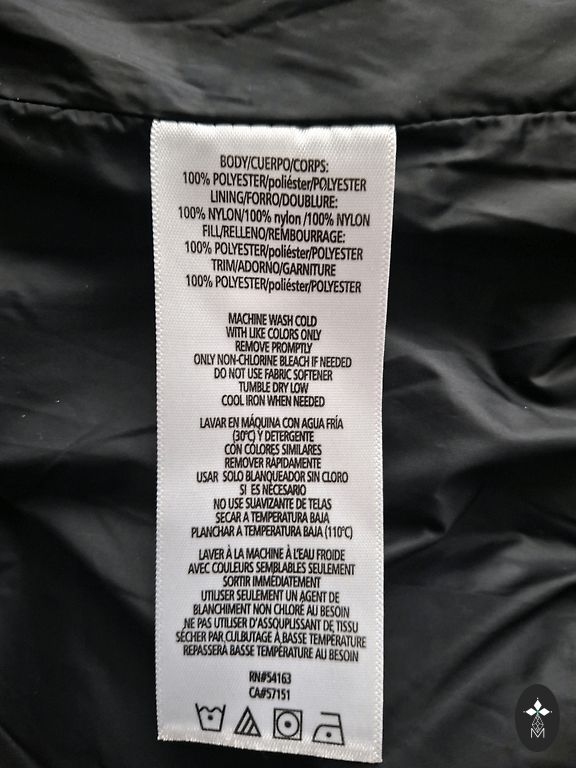 BODY/CUERPO/CORPS:
100% POLYESTER/poliéster/POLYESTER
LINING/FORRO/DOUBLURE:
100% NYLON/100% nylon /100% NYLON
FILL/RELLENO/REMBOURRAGE:
100% POLYESTER/poliéster/POLYESTER
TRIM/ADORNO/GARNITURE
100% POLYESTER/poliéster/POLYESTER
MACHINE WASH COLD
WITH LIKE COLORS ONLY
REMOVE PROMPTLY
ONLY NON-CHLORINE BLEACH IF NEEDED
DO NOT USE FABRIC SOFTENER
TUMBLE DRY LOW
COOL IRON WHEN NEEDED
LAVAR EN MÁQUINA CON AGUA FRÍA
(30°C) Y DETERGENTE
CON COLORES SIMILARES
REMOVER RÁPIDAMENTE
USAR SOLO BLANQUEADOR SIN CLORO
SI ES NECESARIO
NO USE SUAVIZANTE DE TELAS
SECAR A TEMPERATURA BAJA
PLANCHAR A TEMPERATURA BAJA (110°C)
LAVER À LA MACHINE À L'EAU FROIDE
AVEC COULEURS SEMBLABLES SEULEMENT
SORTIR IMMÉDIATEMENT
UTILISER SEULEMENT UN AGENT DE
BLANCHIMENT NON CHLORÉ AU BESOIN
NE PAS UTILISER D'ASSOUPLISSANT DE TISSU
SÉCHER PAR CULBUTAGE À BASSE TEMPÉRATURE
REPASSERÀ BASSE TEMPÉRATURE AU BESOIN
RN#54163
CA#57151
M